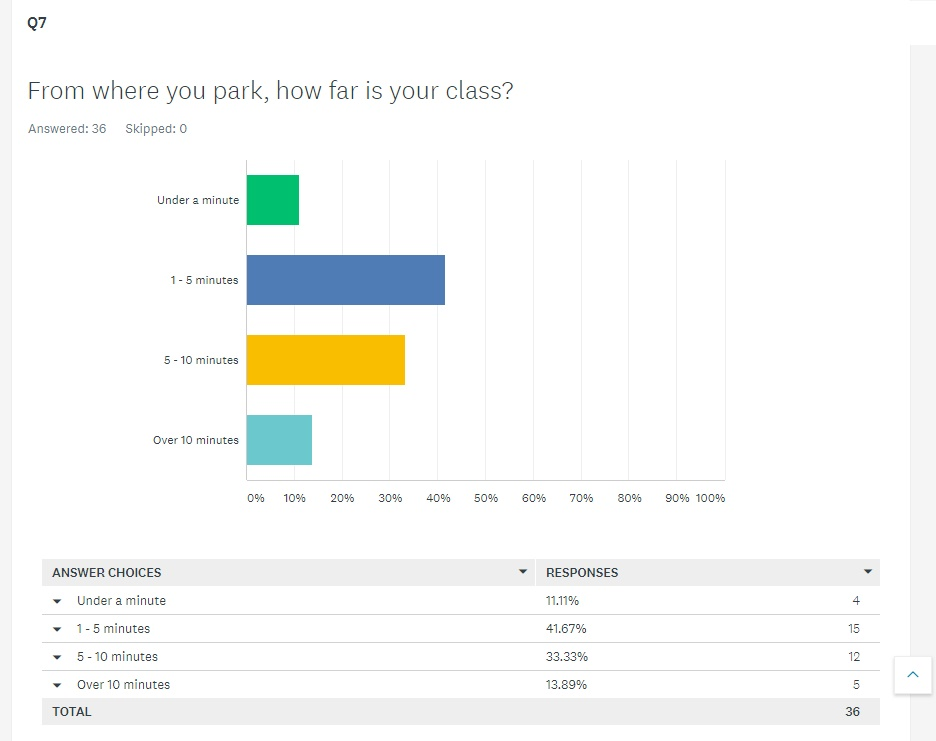 Q7
From where you park, how far is your class?
Answered: 36 Skipped: 0
Under a minute
1 - 5 minutes
5 - 10 minutes
Over 10 minutes
0% 10% 20% 30% 40% 50% 60% 70% 80% 90% 100%
ANSWER CHOICES RESPONSES
Under a minute 11.11% 4
1 - 5 minutes 41.67% 15
5 - 10 minutes 33.33% 12
Over 10 minutes 13.89% 5
TOTAL 36